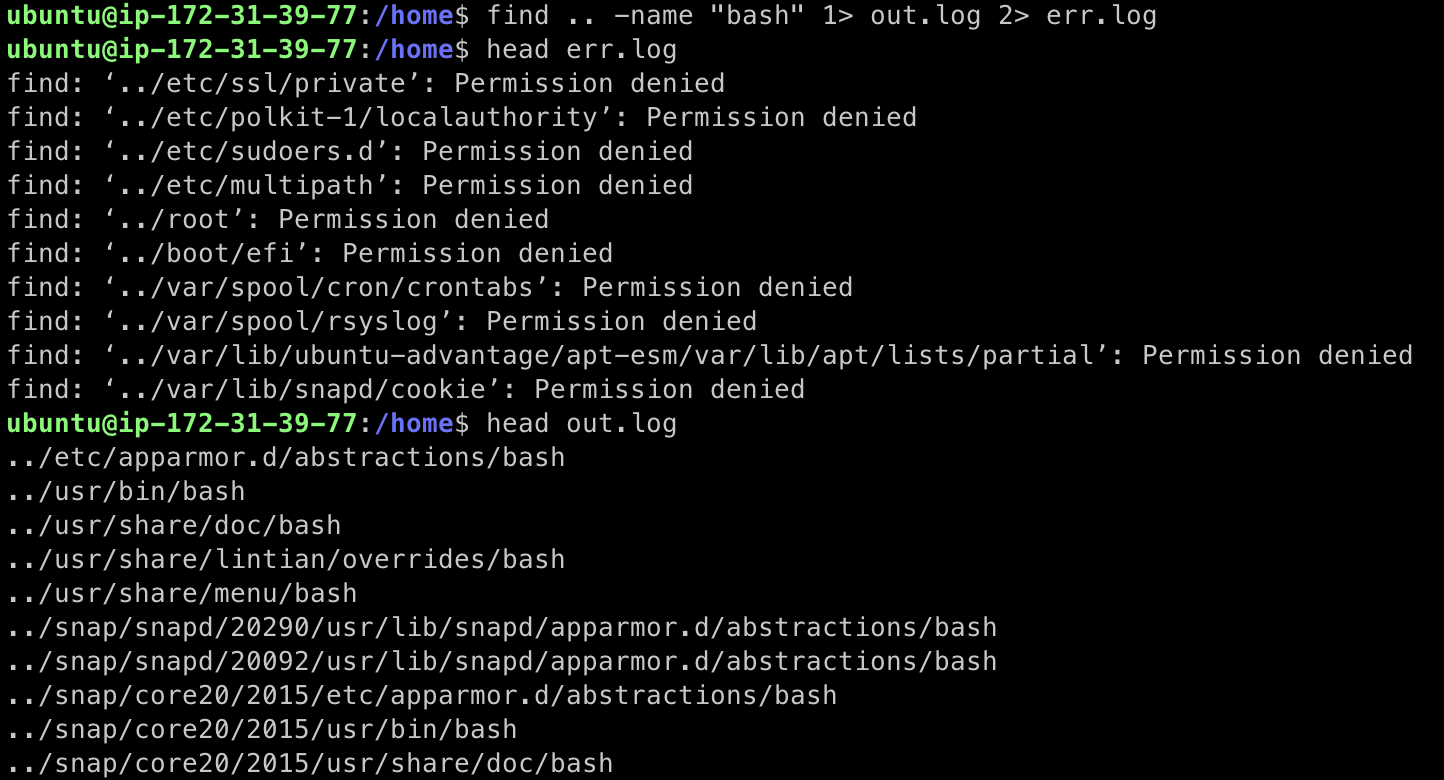 ubuntu@ip-172-31-39-77:/home$ find .. -name "bash" 1> out.log 2> err.log
ubuntu@ip-172-31-39-77:/home$ head err.log
find: ‘../etc/ssl/private’: Permission denied
find: ‘../etc/polkit-1/localauthority’: Permission denied
find: ‘../etc/sudoers.d’: Permission denied
find: ‘../etc/multipath’: Permission denied
find: ‘../root’: Permission denied
find: ‘../boot/efi’: Permission denied
find: ‘../var/spool/cron/crontabs’: Permission denied
find: ‘../var/spool/rsyslog’: Permission denied
find: ‘../var/lib/ubuntu-advantage/apt-esm/var/lib/apt/lists/partial’: Permission denied
find: ‘../var/lib/snapd/cookie’: Permission denied
ubuntu@ip-172-31-39-77:/home$ head out.log
../etc/apparmor.d/abstractions/bash
../usr/bin/bash
../usr/share/doc/bash
../usr/share/lintian/overrides/bash
../usr/share/menu/bash
../snap/snapd/20290/usr/lib/snapd/apparmor.d/abstractions/bash
../snap/snapd/20092/usr/lib/snapd/apparmor.d/abstractions/bash
../snap/core20/2015/etc/apparmor.d/abstractions/bash
../snap/core20/2015/usr/bin/bash
../snap/core20/2015/usr/share/doc/bash